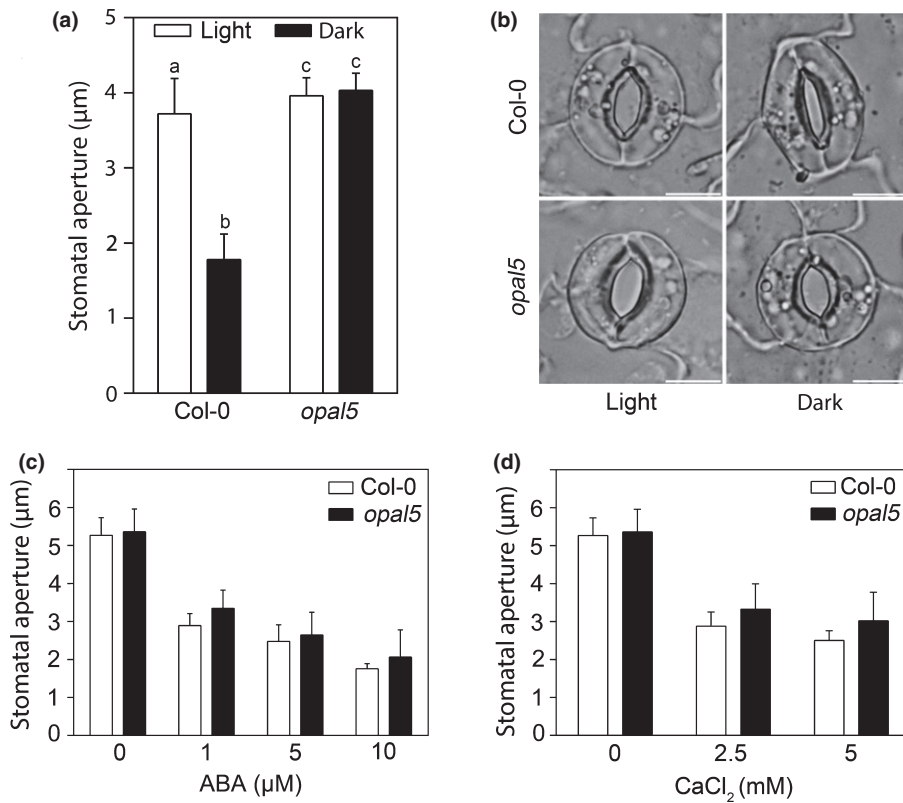 (a)
5
4
3
2
1
0
Stomatal aperture (μm)
Light Dark
a
b
c c
Col-0 opal5
(b)
Col-0
opal5
Light Dark
(c)
6
5
4
3
2
1
0
Stomatal aperture (μm)
Col-0
opal5
0 1 5 10
ABA (μM)
(d)
6
5
4
3
2
1
0
Stomatal aperture (μm)
Col-0
opal5
0 2.5 5
CaCl₂ (mM)